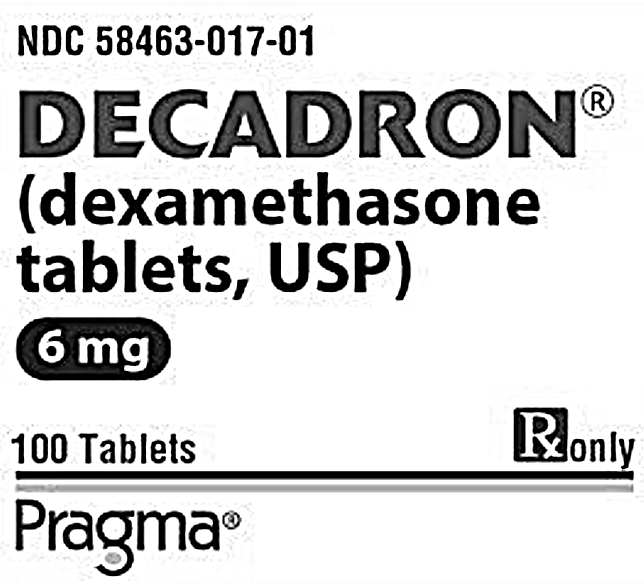 NDC 58463-017-01
DECADRON®
(dexamethasone
tablets, USP)
6 mg
100 Tablets Rx only
Pragma®